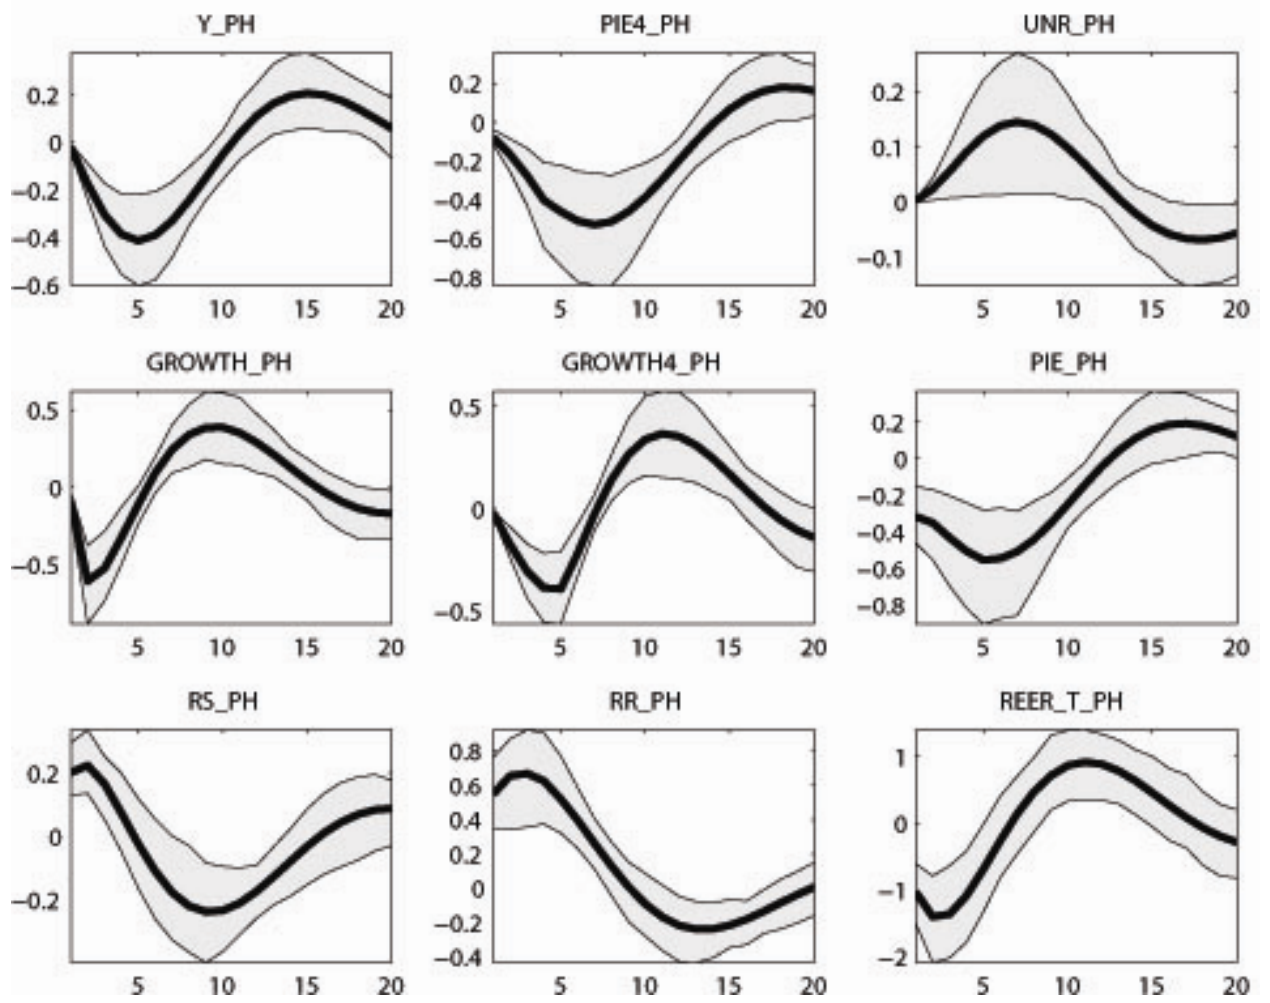 Y_PH PIE4_PH UNR_PH
0.2 0.2 0.2
0 0 0.1
−0.2 −0.2 0
−0.4 −0.4 −0.1
−0.6 −0.6
−0.8
5 10 15 20 5 10 15 20 5 10 15 20
GROWTH_PH GROWTH4_PH PIE_PH
0.5 0.5 0.2
0 0 0
−0.5 −0.5 −0.2
−0.4
−0.6
−0.8
5 10 15 20 5 10 15 20 5 10 15 20
RS_PH RR_PH REER_T_PH
0.2 0.8 1
0 0.6 0
−0.2 0.4 −1
0.2 −2
0
−0.2
−0.4
5 10 15 20 5 10 15 20 5 10 15 20